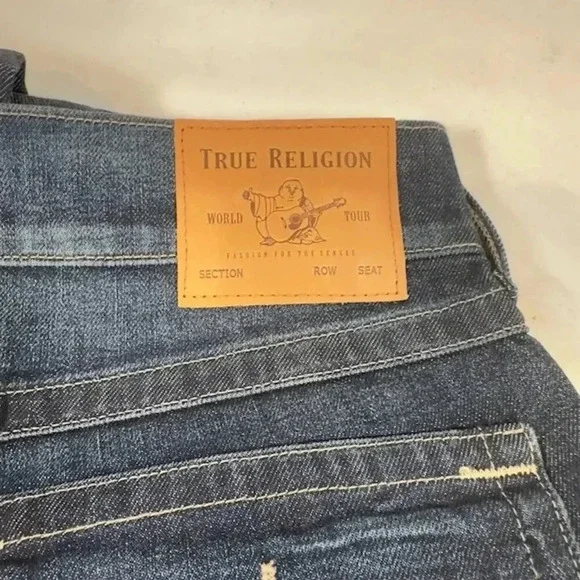 TRUE RELIGION
WORLD TOUR
FASHION FOR THE SENSES
SECTION ROW SEAT